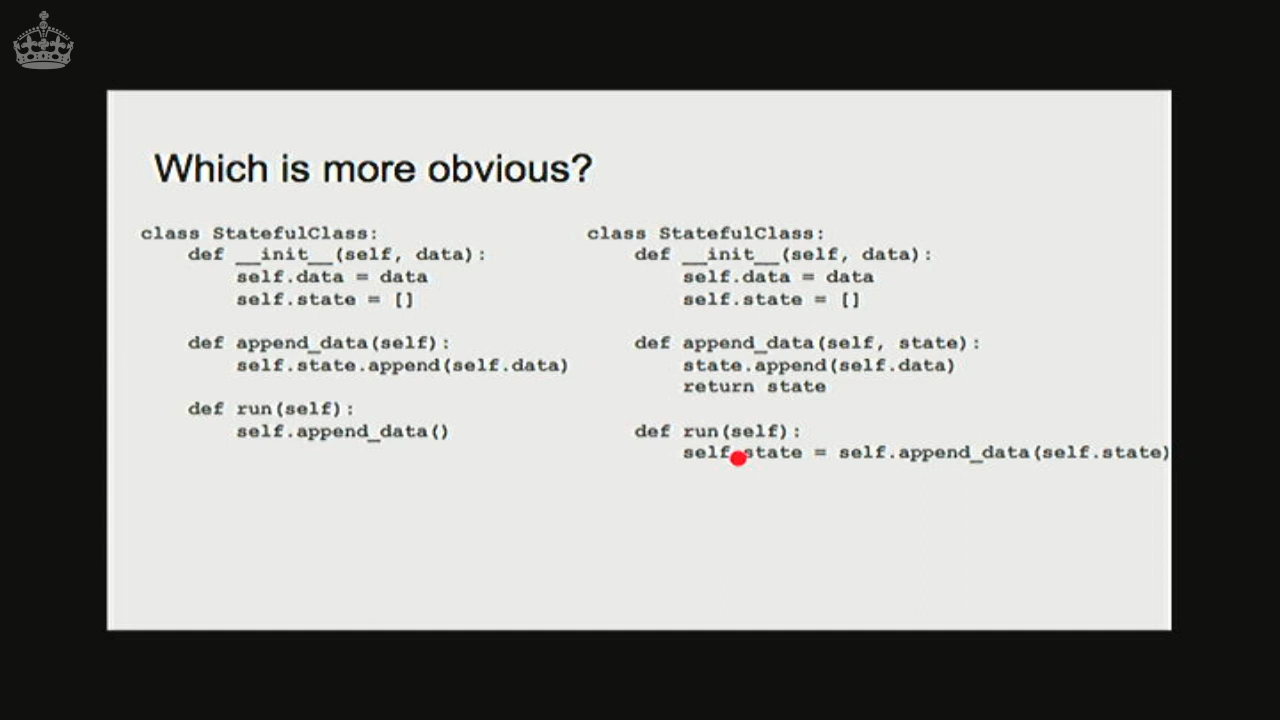 Which is more obvious?
class StatefulClass:
    def __init__(self, data):
        self.data = data
        self.state = []
    def append_data(self):
        self.state.append(self.data)
    def run(self):
        self.append_data()
class StatefulClass:
    def __init__(self, data):
        self.data = data
        self.state = []
    def append_data(self, state):
        state.append(self.data)
        return state
    def run(self):
        self.state = self.append_data(self.state)